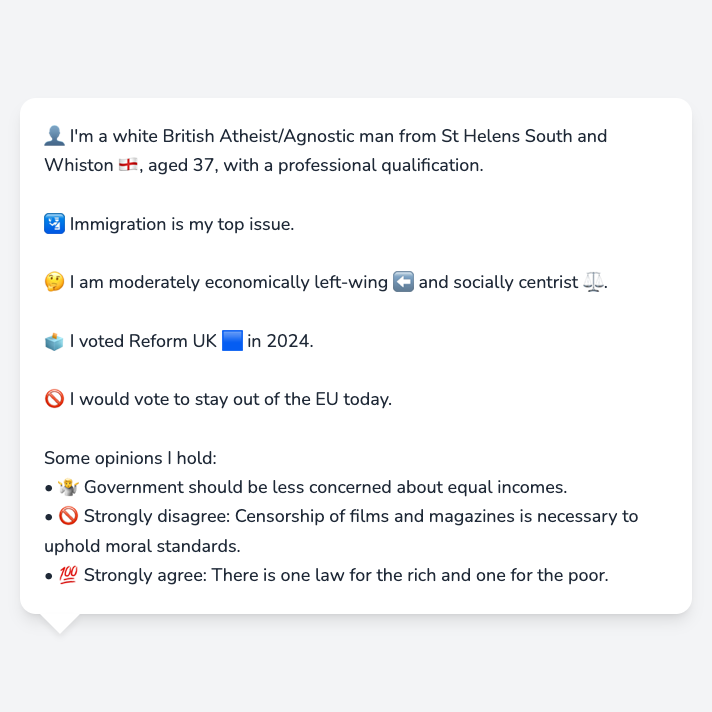 👤 I'm a white British Atheist/Agnostic man from St Helens South and
Whiston 🏴󠁧󠁢󠁥󠁮󠁧󠁿, aged 37, with a professional qualification.
🛂 Immigration is my top issue.
🤔 I am moderately economically left-wing ⬅️ and socially centrist ⚖️.
🗳️ I voted Reform UK 🟦 in 2024.
🚫 I would vote to stay out of the EU today.
Some opinions I hold:
• 🤷 Government should be less concerned about equal incomes.
• 🚫 Strongly disagree: Censorship of films and magazines is necessary to
uphold moral standards.
• 💯 Strongly agree: There is one law for the rich and one for the poor.